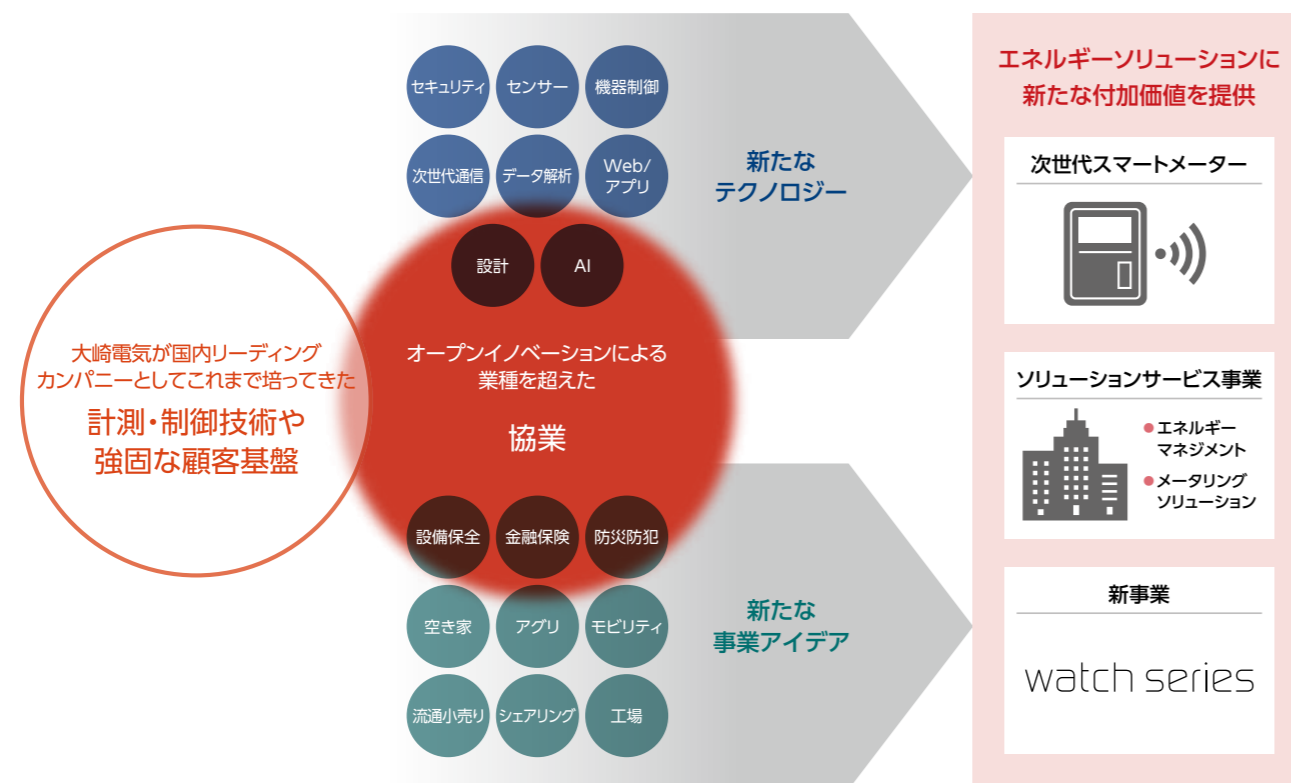 大崎電気が国内リーディング
カンパニーとしてこれまで培ってきた
計測・制御技術や
強固な顧客基盤
セキュリティ
センサー
機器制御
次世代通信
データ解析
Web/
アプリ
設計
AI
オープンイノベーションによる
業種を超えた
協業
設備保全
金融保険
防災防犯
空き家
アグリ
モビリティ
流通小売り
シェアリング
工場
新たな
テクノロジー
新たな
事業アイデア
エネルギーソリューションに
新たな付加価値を提供
次世代スマートメーター
ソリューションサービス事業
●エネルギー
マネジメント
●メータリング
ソリューション
新事業
watch series